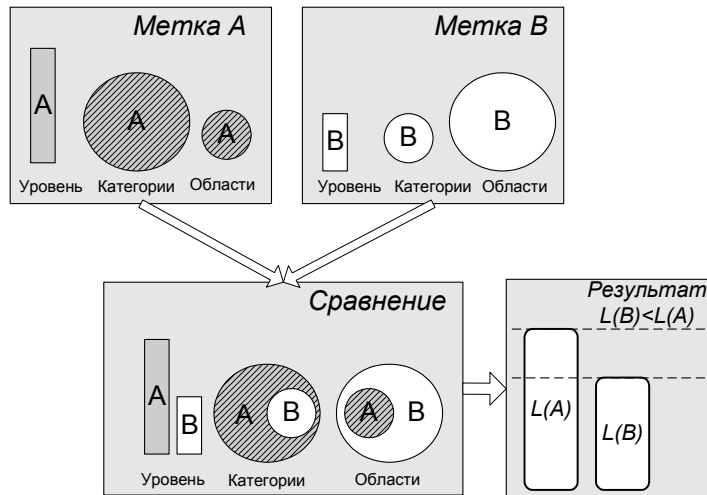 Метка A
A
A
A
Уровень Категории Области
Метка B
B
B
B
Уровень Категории Области
Сравнение
A
B
A
B
A
B
Уровень Категории Области
Результат
L(B)<L(A)
L(A)
L(B)